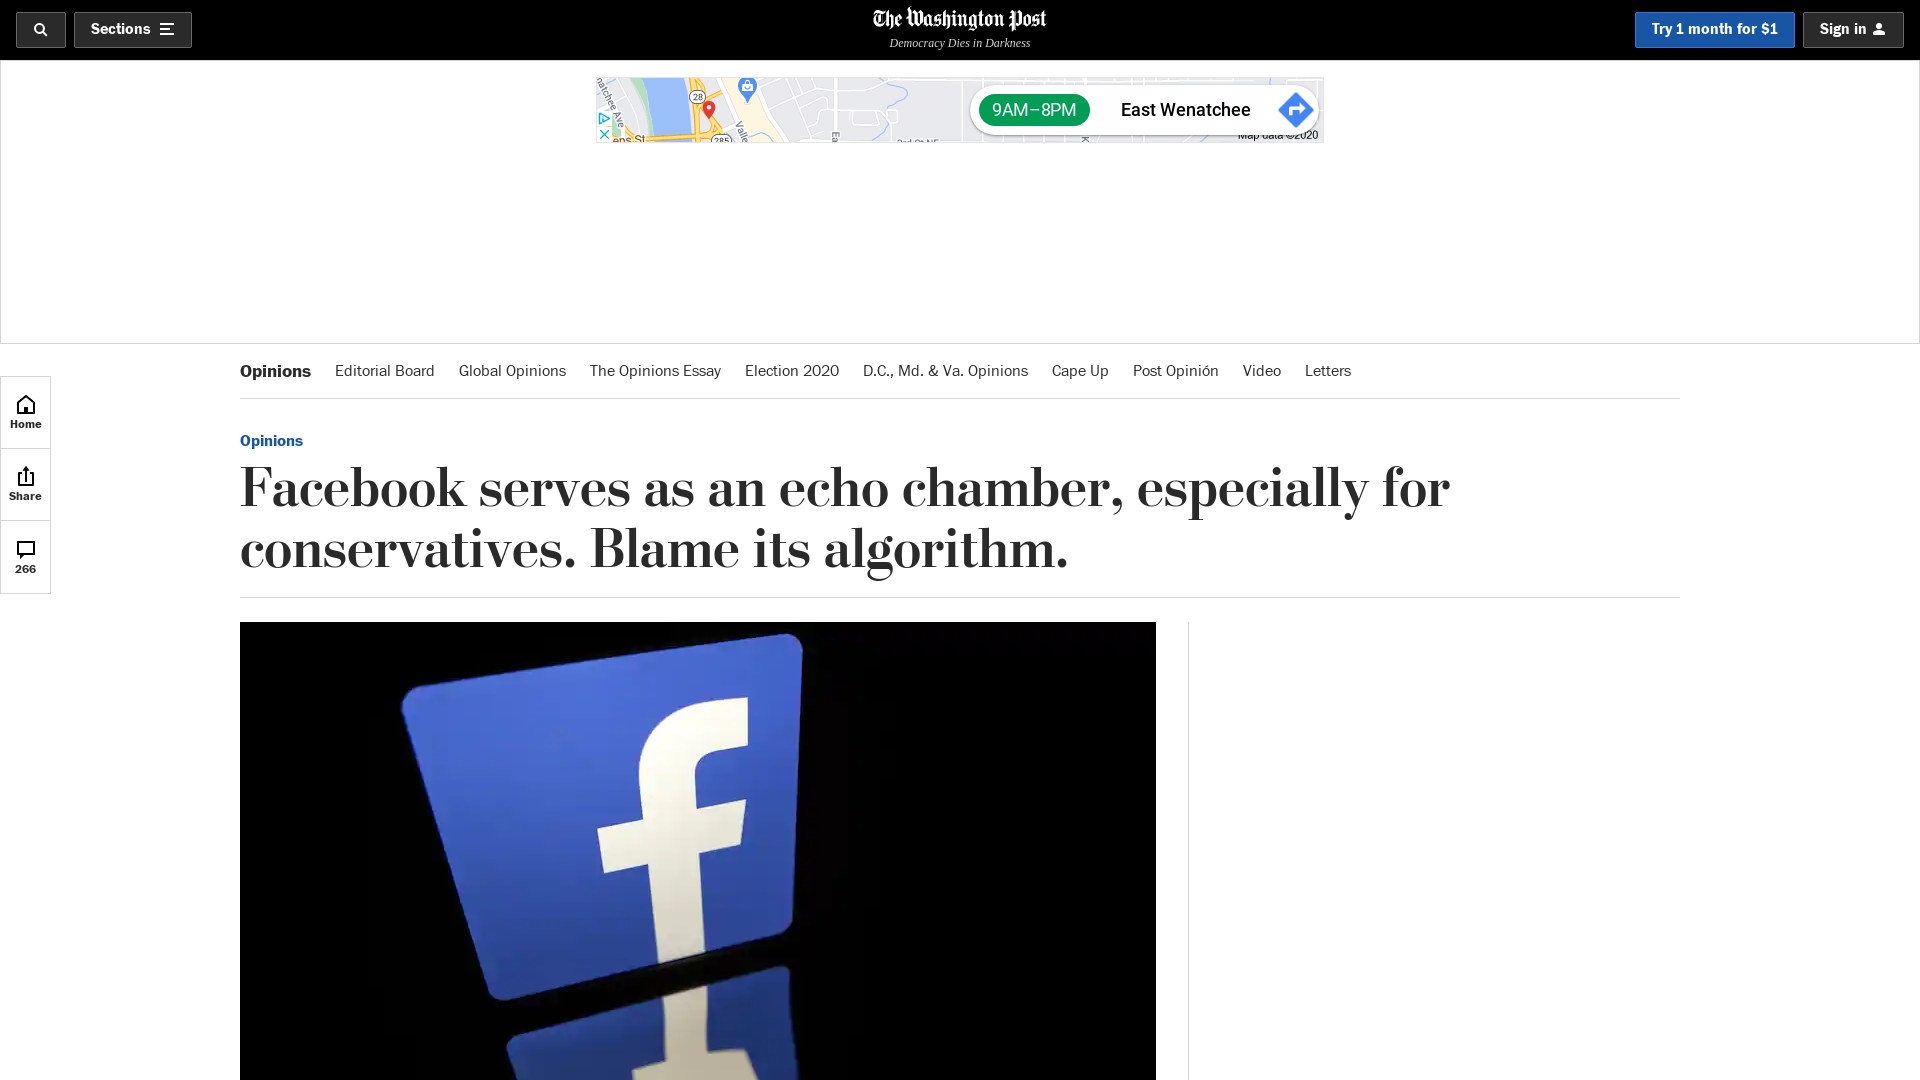 Sections
The Washington Post
Democracy Dies in Darkness
Try 1 month for $1
Sign in
28
285
9AM–8PM
East Wenatchee
Map data ©2020
Opinions
Editorial Board
Global Opinions
The Opinions Essay
Election 2020
D.C., Md. & Va. Opinions
Cape Up
Post Opinión
Video
Letters
Home
Share
266
Opinions
Facebook serves as an echo chamber, especially for
conservatives. Blame its algorithm.
f